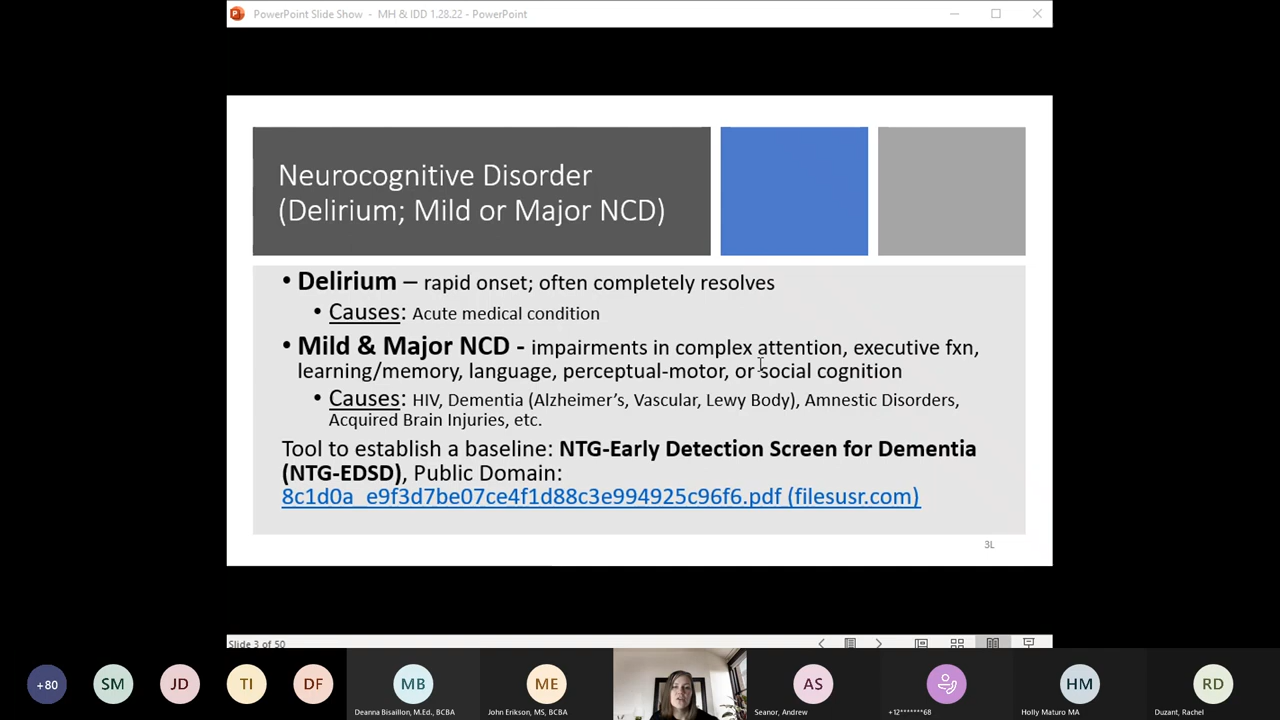 PowerPoint Slide Show - MH & IDD 1.28.22 - PowerPoint
Neurocognitive Disorder
(Delirium; Mild or Major NCD)
• Delirium – rapid onset; often completely resolves
• Causes: Acute medical condition
• Mild & Major NCD - impairments in complex attention, executive fxn,
learning/memory, language, perceptual-motor, or social cognition
• Causes: HIV, Dementia (Alzheimer's, Vascular, Lewy Body), Amnestic Disorders,
Acquired Brain Injuries, etc.
Tool to establish a baseline: NTG-Early Detection Screen for Dementia
(NTG-EDSD), Public Domain:
8c1d0a_e9f3d7be07ce4f1d88c3e994925c96f6.pdf (filesusr.com)
3L
Slide 3 of 50
+80
SM
JD
TI
DF
MB
ME
AS
HM
RD
Deanna Bisaillon, M.Ed., BCBA
John Erikson, MS, BCBA
Seanor, Andrew
+12*******68
Holly Maturo MA
Duzant, Rachel